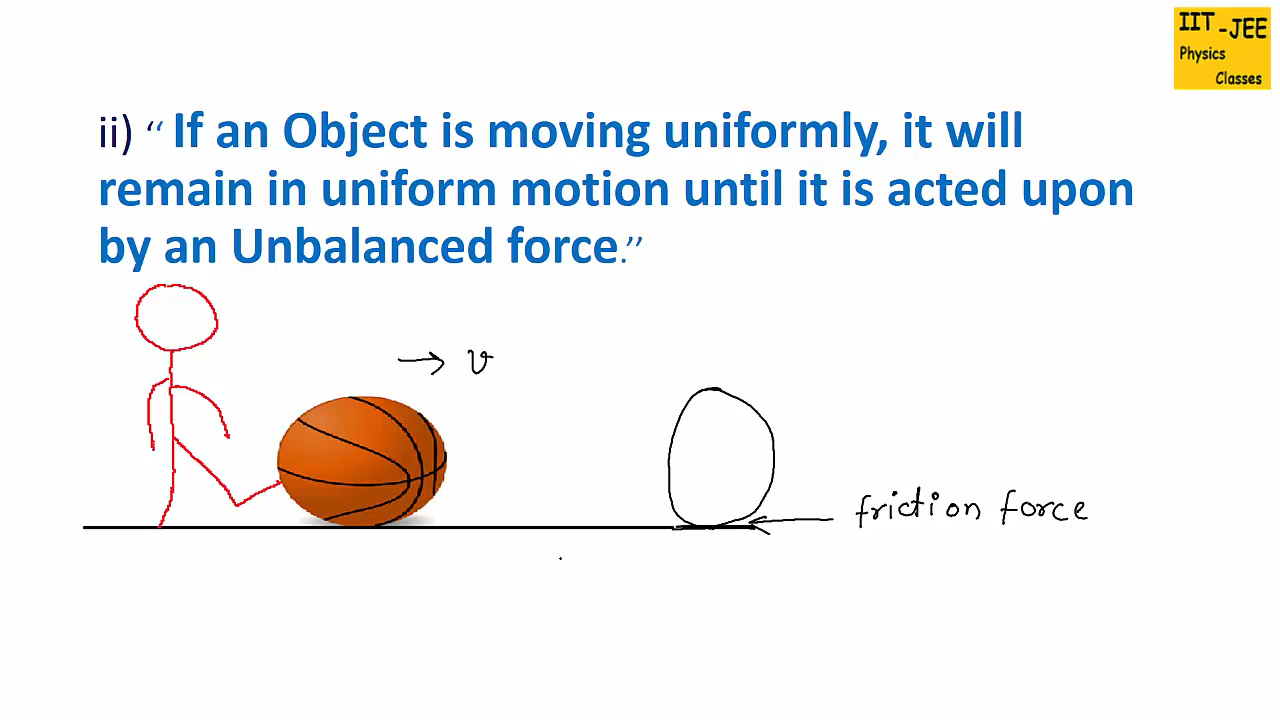 IIT - JEE
Physics
Classes
ii) “ If an Object is moving uniformly, it will
remain in uniform motion until it is acted upon
by an Unbalanced force.”
→ v
friction force